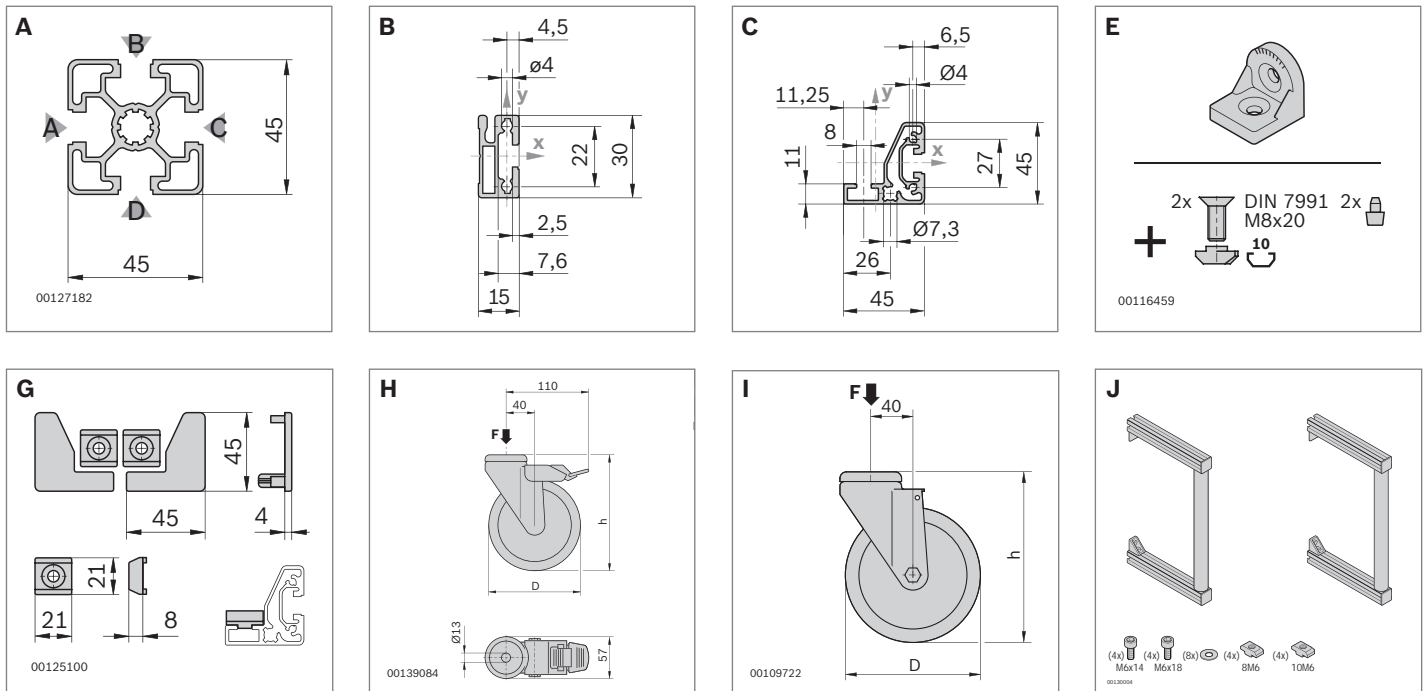 A
B
A
C
D
45
45
00127182
B
4,5
ø4
y
x
22
30
2,5
7,6
15
C
6,5
Ø4
11,25
y
8
x
11
27
45
Ø7,3
26
45
E
2x
DIN 7991
M8x20
2x
+
10
00116459
G
45
45
4
21
21
8
00125100
H
110
40
F
h
D
Ø13
57
00139084
I
F
40
h
D
00109722
J
(4x) (4x) (8x) (4x) (4x)
M6x14 M6x18 8M6 10M6
00130004